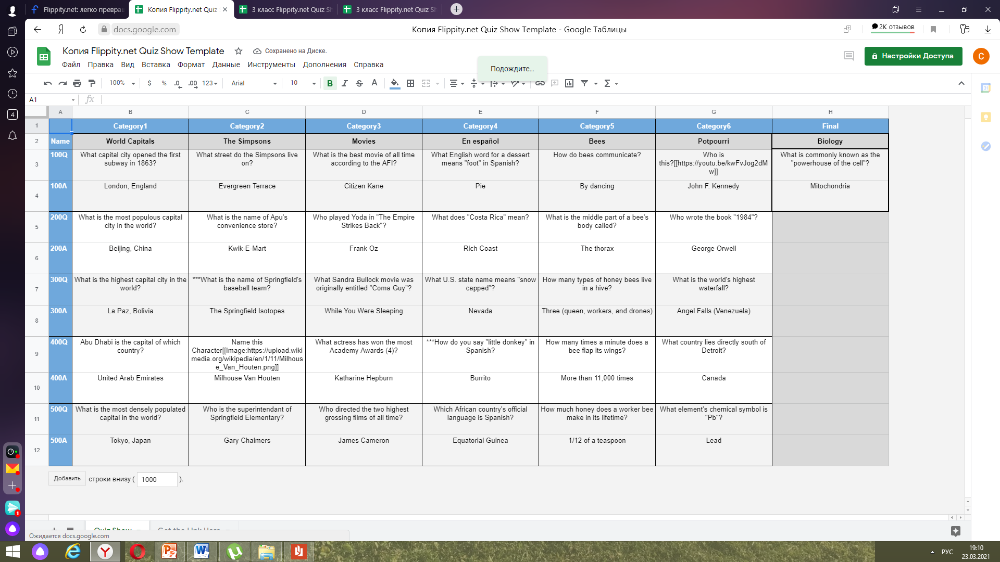 Flippity.net: легко превра
Копия Flippity.net Quiz
3 класс Flippity.net Quiz Sh
3 класс Flippity.net Quiz Sh
docs.google.com
Копия Flippity.net Quiz Show Template - Google Таблицы
2К отзывов
Копия Flippity.net Quiz Show Template
Сохранено на Диске.
Файл Правка Вид Вставка Формат Данные Инструменты Дополнения Справка
Подождите...
Настройки Доступа
С
100% $ % .0 .00 123 Arial 10 B I S A Σ
31
A1 fx
A B C D E F G H
1 Category1 Category2 Category3 Category4 Category5 Category6 Final
2 Name World Capitals The Simpsons Movies En español Bees Potpourri Biology
3 100Q What capital city opened the first subway in 1863? What street do the Simpsons live on? What is the best movie of all time according to the AFI? What English word for a dessert means "foot" in Spanish? How do bees communicate? Who is this?[[https://youtu.be/kwFvJog2dMw]] What is commonly known as the "powerhouse of the cell"?
4 100A London, England Evergreen Terrace Citizen Kane Pie By dancing John F. Kennedy Mitochondria
5 200Q What is the most populous capital city in the world? What is the name of Apu's convenience store? Who played Yoda in "The Empire Strikes Back"? What does "Costa Rica" mean? What is the middle part of a bee's body called? Who wrote the book "1984"?
6 200A Beijing, China Kwik-E-Mart Frank Oz Rich Coast The thorax George Orwell
7 300Q What is the highest capital city in the world? ***What is the name of Springfield's baseball team? What Sandra Bullock movie was originally entitled "Coma Guy"? What U.S. state name means "snow capped"? How many types of honey bees live in a hive? What is the world's highest waterfall?
8 300A La Paz, Bolivia The Springfield Isotopes While You Were Sleeping Nevada Three (queen, workers, and drones) Angel Falls (Venezuela)
9 400Q Abu Dhabi is the capital of which country? Name this Character[[Image:https://upload.wikimedia.org/wikipedia/en/1/11/Milhouse_Van_Houten.png]] What actress has won the most Academy Awards (4)? ***How do you say "little donkey" in Spanish? How many times a minute does a bee flap its wings? What country lies directly south of Detroit?
10 400A United Arab Emirates Milhouse Van Houten Katharine Hepburn Burrito More than 11,000 times Canada
11 500Q What is the most densely populated capital in the world? Who is the superintendant of Springfield Elementary? Who directed the two highest grossing films of all time? Which African country's official language is Spanish? How much honey does a worker bee make in its lifetime? What element's chemical symbol is "Pb"?
12 500A Tokyo, Japan Gary Chalmers James Cameron Equatorial Guinea 1/12 of a teaspoon Lead
Добавить строки внизу ( 1000 ).
Quiz Show Get the Link Here
Ожидается docs.google.com
4
1
РУС
19:10
23.03.2021